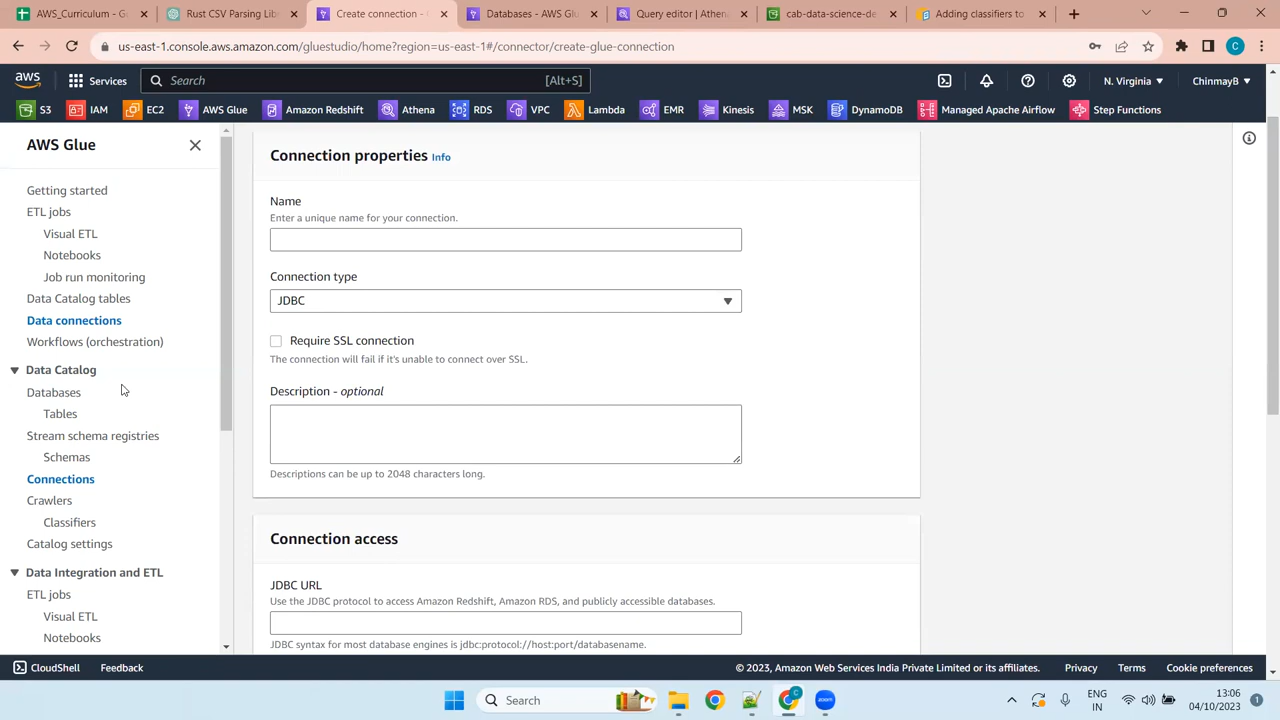 AWS_Curriculum - G
Rust CSV Parsing Lib
Create connection -
Databases - AWS Glu
Query editor | Athen
cab-data-science-de
Adding classifiers to
us-east-1.console.aws.amazon.com/gluestudio/home?region=us-east-1#/connector/create-glue-connection
C
aws
Services
Search
[Alt+S]
N. Virginia
ChinmayB
S3
IAM
EC2
AWS Glue
Amazon Redshift
Athena
RDS
VPC
Lambda
EMR
Kinesis
MSK
DynamoDB
Managed Apache Airflow
Step Functions
AWS Glue
Getting started
ETL jobs
Visual ETL
Notebooks
Job run monitoring
Data Catalog tables
Data connections
Workflows (orchestration)
Data Catalog
Databases
Tables
Stream schema registries
Schemas
Connections
Crawlers
Classifiers
Catalog settings
Data Integration and ETL
ETL jobs
Visual ETL
Notebooks
Connection properties Info
Name
Enter a unique name for your connection.
Connection type
JDBC
Require SSL connection
The connection will fail if it's unable to connect over SSL.
Description - optional
Descriptions can be up to 2048 characters long.
Connection access
JDBC URL
Use the JDBC protocol to access Amazon Redshift, Amazon RDS, and publicly accessible databases.
JDBC syntax for most database engines is jdbc:protocol://host:port/databasename.
CloudShell
Feedback
© 2023, Amazon Web Services India Private Limited or its affiliates.
Privacy
Terms
Cookie preferences
Search
C
ENG
IN
13:06
04/10/2023
1